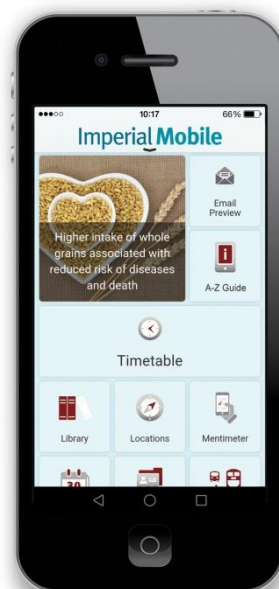 10:17
66%
Imperial Mobile
Higher intake of whole
grains associated with
reduced risk of diseases
and death
Email
Preview
A-Z Guide
Timetable
Library
Locations
Mentimeter
30